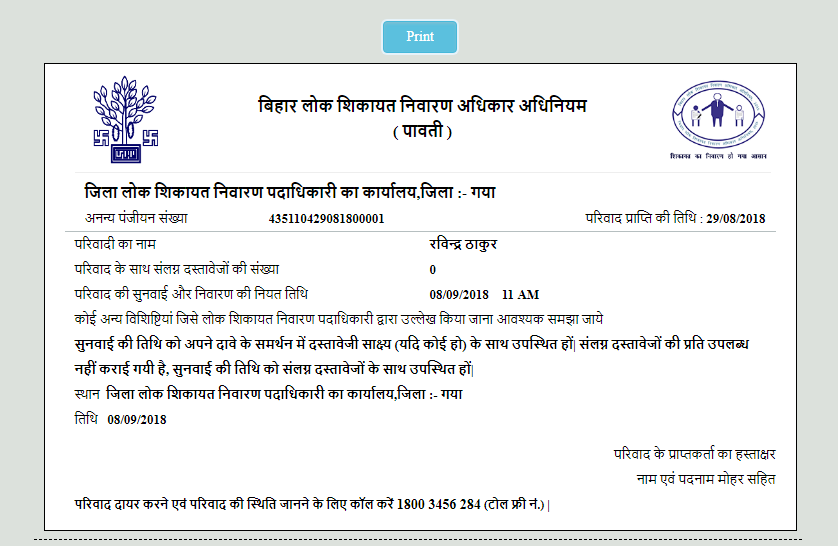 Print
बिहार लोक शिकायत निवारण अधिकार अधिनियम
( पावती )
शिकायत का निवारण हो गया आसान
जिला लोक शिकायत निवारण पदाधिकारी का कार्यालय,जिला :- गया
अनन्य पंजीयन संख्या 435110429081800001 परिवाद प्राप्ति की तिथि : 29/08/2018
परिवादी का नाम रविन्द्र ठाकुर
परिवाद के साथ संलग्न दस्तावेजों की संख्या 0
परिवाद की सुनवाई और निवारण की नियत तिथि 08/09/2018 11 AM
कोई अन्य विशिष्टियां जिसे लोक शिकायत निवारण पदाधिकारी द्वारा उल्लेख किया जाना आवश्यक समझा जाये
सुनवाई की तिथि को अपने दावे के समर्थन में दस्तावेजी साक्ष्य (यदि कोई हो) के साथ उपस्थित हों| संलग्न दस्तावेजों की प्रति उपलब्ध
नहीं कराई गयी है, सुनवाई की तिथि को संलग्न दस्तावेजों के साथ उपस्थित हों|
स्थान जिला लोक शिकायत निवारण पदाधिकारी का कार्यालय,जिला :- गया
तिथि 08/09/2018
परिवाद के प्राप्तकर्ता का हस्ताक्षर
नाम एवं पदनाम मोहर सहित
परिवाद दायर करने एवं परिवाद की स्थिति जानने के लिए कॉल करें 1800 3456 284 (टोल फ्री नं.) |